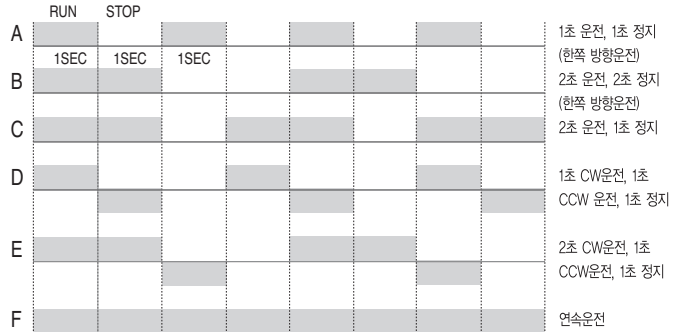 RUN STOP
A 1초 운전, 1초 정지
1SEC 1SEC 1SEC (한쪽 방향운전)
B 2초 운전, 2초 정지
(한쪽 방향운전)
C 2초 운전, 1초 정지
D 1초 CW운전, 1초
CCW 운전, 1초 정지
E 2초 CW운전, 1초
CCW운전, 1초 정지
F 연속운전